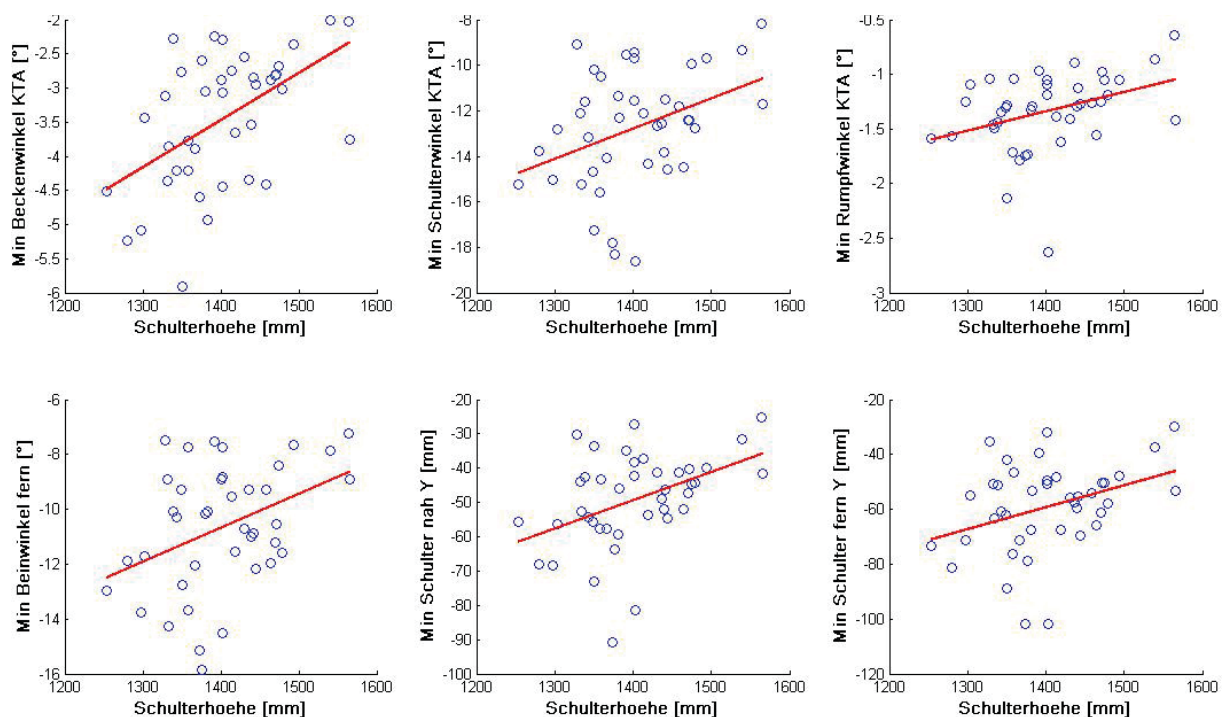 Min Beckenwinkel KTA [°]
-2
-2.5
-3
-3.5
-4
-4.5
-5
-5.5
-6
1200 1300 1400 1500 1600
Schulterhoehe [mm]
Min Schulterwinkel KTA [°]
-8
-10
-12
-14
-16
-18
-20
1200 1300 1400 1500 1600
Schulterhoehe [mm]
Min Rumpfwinkel KTA [°]
-0.5
-1
-1.5
-2
-2.5
-3
1200 1300 1400 1500 1600
Schulterhoehe [mm]
Min Beinwinkel fern [°]
-6
-8
-10
-12
-14
-16
1200 1300 1400 1500 1600
Schulterhoehe [mm]
Min Schulter nah Y [mm]
-20
-30
-40
-50
-60
-70
-80
-90
-100
1200 1300 1400 1500 1600
Schulterhoehe [mm]
Min Schulter fern Y [mm]
-20
-40
-60
-80
-100
-120
1200 1300 1400 1500 1600
Schulterhoehe [mm]